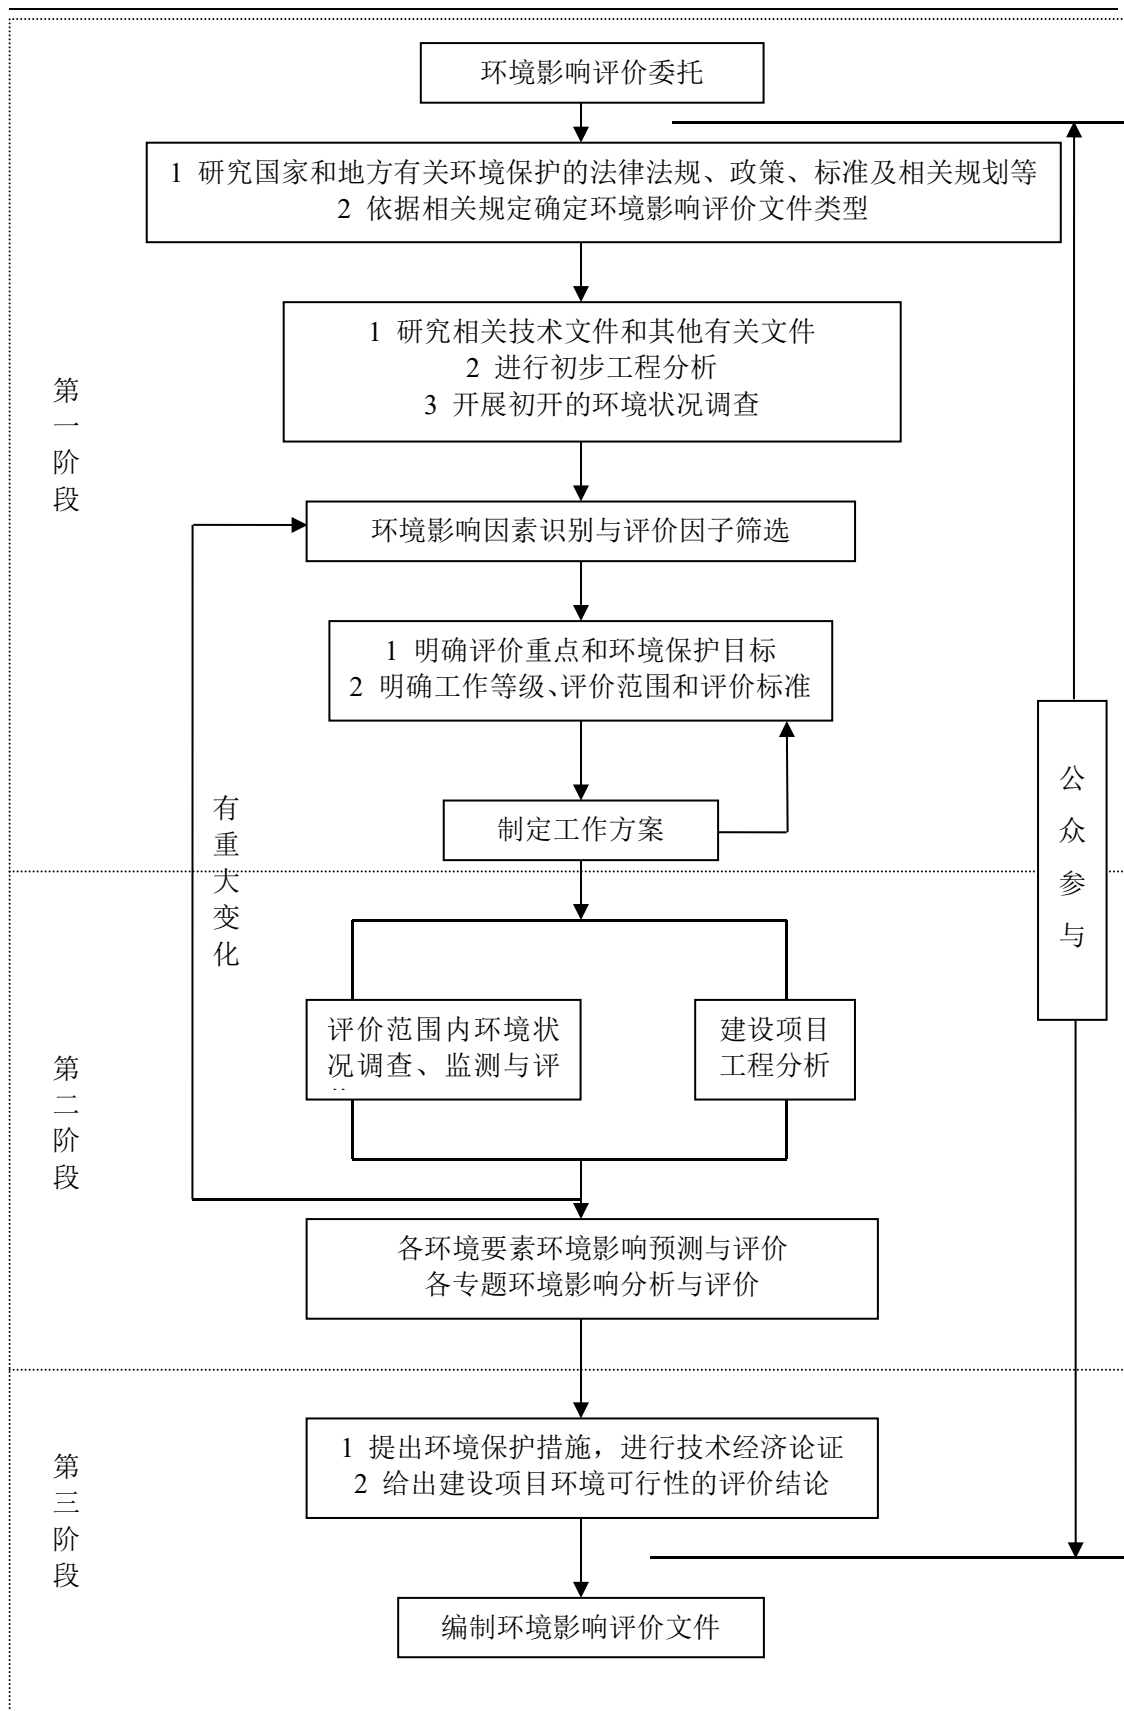 环境影响评价委托
1 研究国家和地方有关环境保护的法律法规、政策、标准及相关规划等
2 依据相关规定确定环境影响评价文件类型
1 研究相关技术文件和其他有关文件
2 进行初步工程分析
3 开展初开的环境状况调查
第一阶段
环境影响因素识别与评价因子筛选
1 明确评价重点和环境保护目标
2 明确工作等级、评价范围和评价标准
制定工作方案
有重大变化
公众参与
评价范围内环境状
况调查、监测与评
建设项目
工程分析
第二阶段
各环境要素环境影响预测与评价
各专题环境影响分析与评价
1 提出环境保护措施，进行技术经济论证
2 给出建设项目环境可行性的评价结论
第三阶段
编制环境影响评价文件